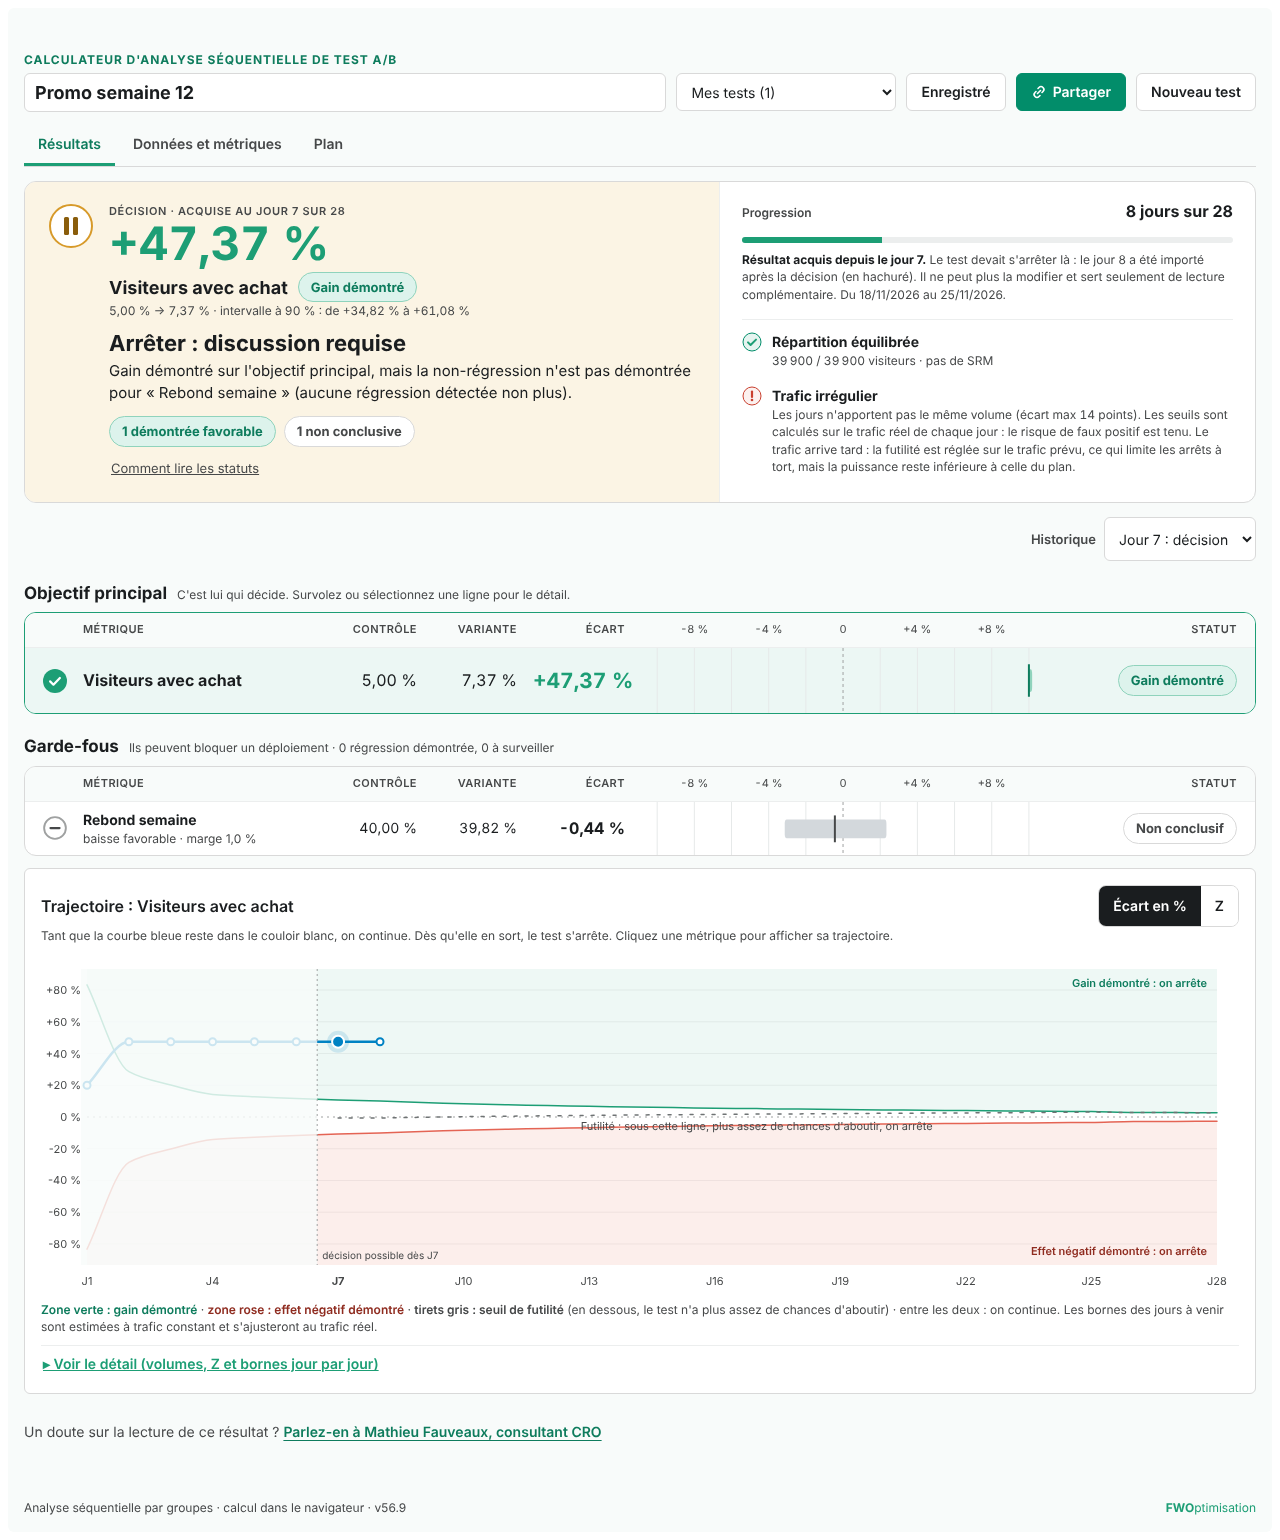 CALCULATEUR D'ANALYSE SÉQUENTIELLE DE TEST A/B
Promo semaine 12
Mes tests (1)
Enregistré
Partager
Nouveau test
Résultats
Données et métriques
Plan
DÉCISION · ACQUISE AU JOUR 7 SUR 28
+47,37 %
Visiteurs avec achat
Gain démontré
5,00 % → 7,37 % · intervalle à 90 % : de +34,82 % à +61,08 %
Arrêter : discussion requise
Gain démontré sur l'objectif principal, mais la non-régression n'est pas démontrée
pour « Rebond semaine » (aucune régression détectée non plus).
1 démontrée favorable
1 non conclusive
Comment lire les statuts
Progression
8 jours sur 28
Résultat acquis depuis le jour 7. Le test devait s'arrêter là : le jour 8 a été importé
après la décision (en hachuré). Il ne peut plus la modifier et sert seulement de lecture
complémentaire. Du 18/11/2026 au 25/11/2026.
Répartition équilibrée
39 900 / 39 900 visiteurs · pas de SRM
Trafic irrégulier
Les jours n'apportent pas le même volume (écart max 14 points). Les seuils sont
calculés sur le trafic réel de chaque jour : le risque de faux positif est tenu. Le
trafic arrive tard : la futilité est réglée sur le trafic prévu, ce qui limite les arrêts à
tort, mais la puissance reste inférieure à celle du plan.
Historique
Jour 7 : décision
Objectif principal
C'est lui qui décide. Survolez ou sélectionnez une ligne pour le détail.
MÉTRIQUE CONTRÔLE VARIANTE ÉCART -8 % -4 % 0 +4 % +8 % STATUT
Visiteurs avec achat 5,00 % 7,37 % +47,37 % Gain démontré
Garde-fous
Ils peuvent bloquer un déploiement · 0 régression démontrée, 0 à surveiller
MÉTRIQUE CONTRÔLE VARIANTE ÉCART -8 % -4 % 0 +4 % +8 % STATUT
Rebond semaine 40,00 % 39,82 % -0,44 % Non conclusif
baisse favorable · marge 1,0 %
Trajectoire : Visiteurs avec achat
Écart en %
Z
Tant que la courbe bleue reste dans le couloir blanc, on continue. Dès qu'elle en sort, le test s'arrête. Cliquez une métrique pour afficher sa trajectoire.
Gain démontré : on arrête
+80 %
+60 %
+40 %
+20 %
0 %
-20 %
-40 %
-60 %
-80 %
Futilité : sous cette ligne, plus assez de chances d'aboutir, on arrête
Effet négatif démontré : on arrête
décision possible dès J7
J1 J4 J7 J10 J13 J16 J19 J22 J25 J28
Zone verte : gain démontré · zone rose : effet négatif démontré · tirets gris : seuil de futilité (en dessous, le test n'a plus assez de chances d'aboutir) · entre les deux : on continue. Les bornes des jours à venir
sont estimées à trafic constant et s'ajusteront au trafic réel.
▸ Voir le détail (volumes, Z et bornes jour par jour)
Un doute sur la lecture de ce résultat ? Parlez-en à Mathieu Fauveaux, consultant CRO
Analyse séquentielle par groupes · calcul dans le navigateur · v56.9
FWOptimisation